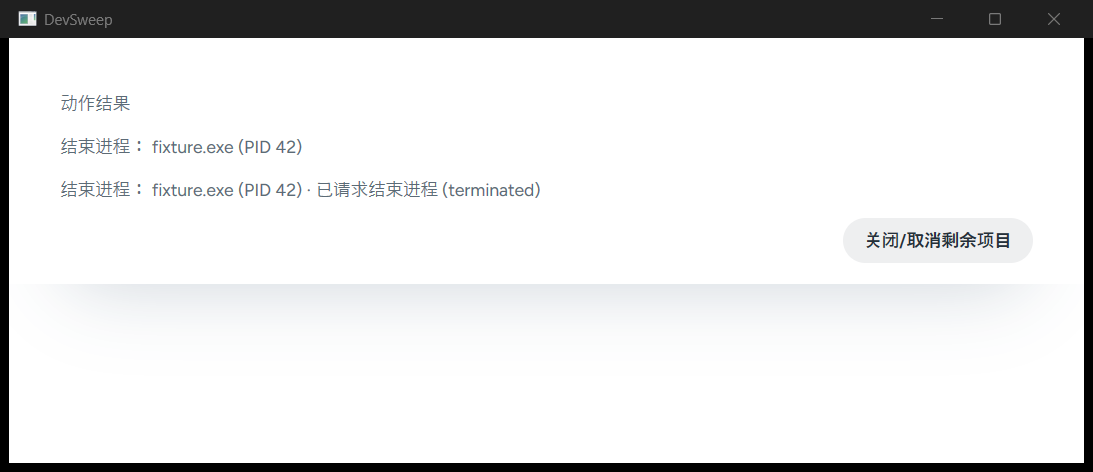 DevSweep
动作结果
结束进程： fixture.exe (PID 42)
结束进程： fixture.exe (PID 42) · 已请求结束进程 (terminated)
关闭/取消剩余项目